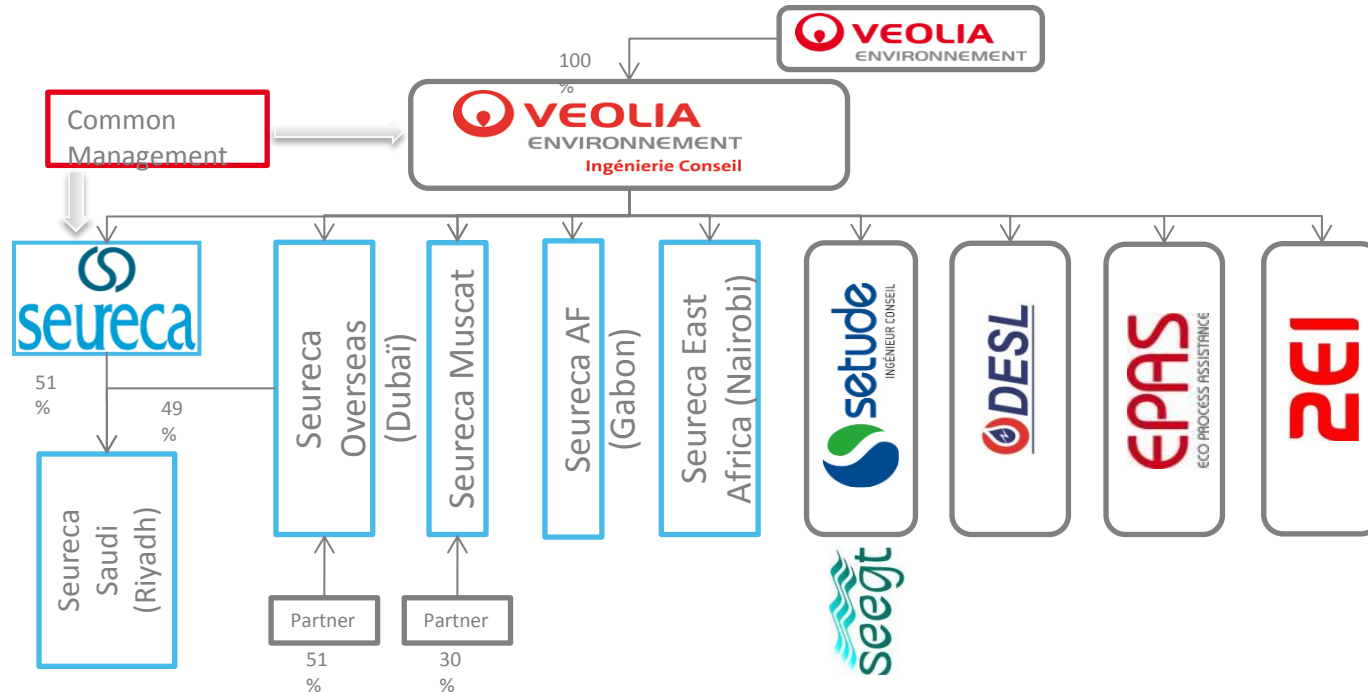 VEOLIA
ENVIRONNEMENT
100
%
VEOLIA
ENVIRONNEMENT
Ingénierie Conseil
Common
Management
seureca
51
%
49
%
Seureca
Overseas
(Dubaï)
Seureca Muscat
Seureca AF
(Gabon)
Seureca East
Africa (Nairobi)
setude
INGÉNIEUR CONSEIL
DESL
EPAS
ECO PROCESS ASSISTANCE
2EI
Seureca
Saudi
(Riyadh)
Partner
51
%
Partner
30
%
seegt